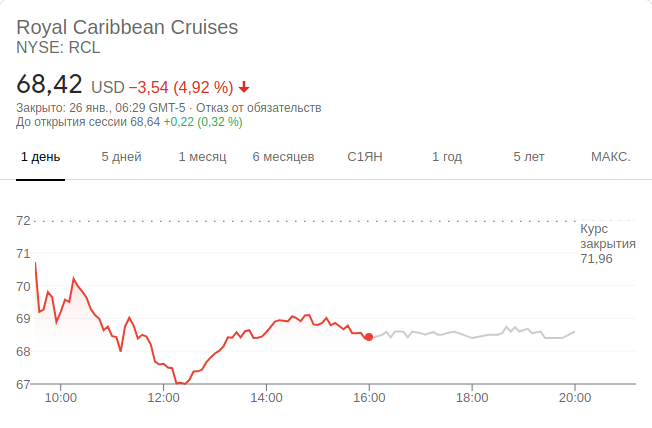 Royal Caribbean Cruises
NYSE: RCL
68,42 USD −3,54 (4,92 %)
Закрыто: 26 янв., 06:29 GMT-5 · Отказ от обязательств
До открытия сессии 68,64 +0,22 (0,32 %)
1 день 5 дней 1 месяц 6 месяцев С1ЯН 1 год 5 лет МАКС.
72
Курс
закрытия
71,96
71
70
69
68
67
10:00 12:00 14:00 16:00 18:00 20:00